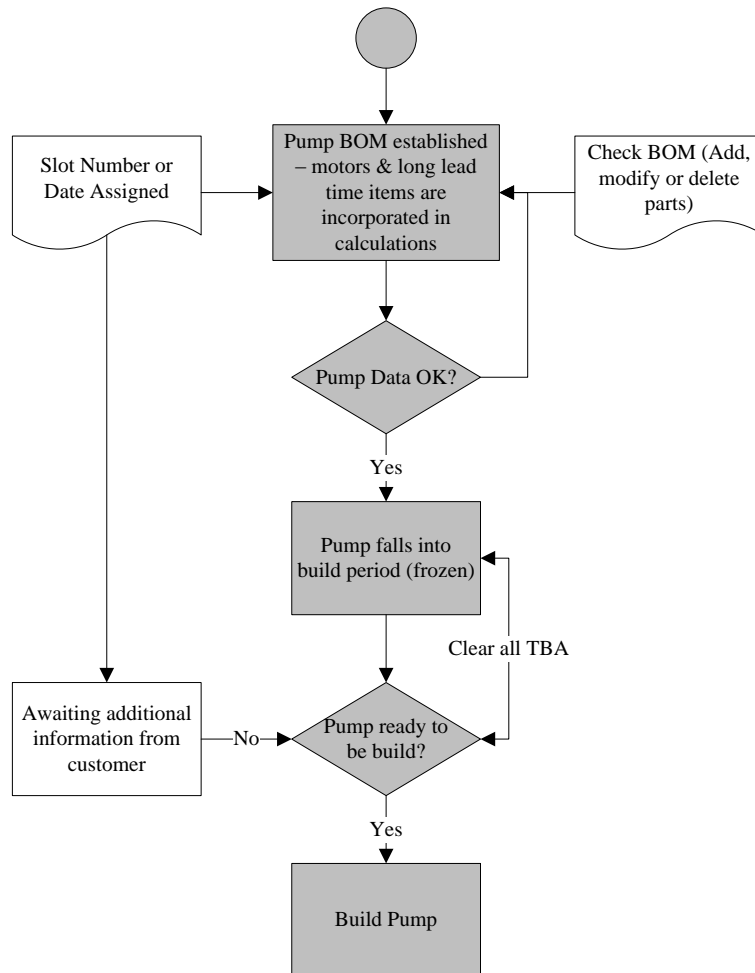 Pump BOM established
– motors & long lead
time items are
incorporated in
calculations
Slot Number or
Date Assigned
Check BOM (Add,
modify or delete
parts)
Pump Data OK?
Yes
Pump falls into
build period (frozen)
Clear all TBA
Awaiting additional
information from
customer
No
Pump ready to
be build?
Yes
Build Pump